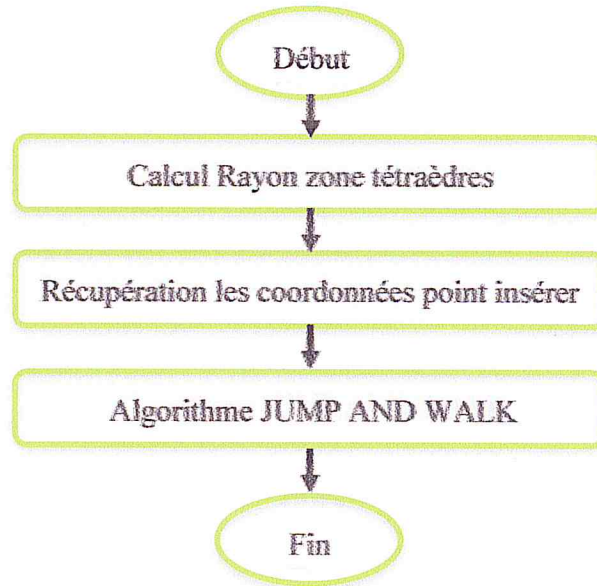 Début
Calcul Rayon zone tétraèdres
Récupération les coordonnées point insérer
Algorithme JUMP AND WALK
Fin